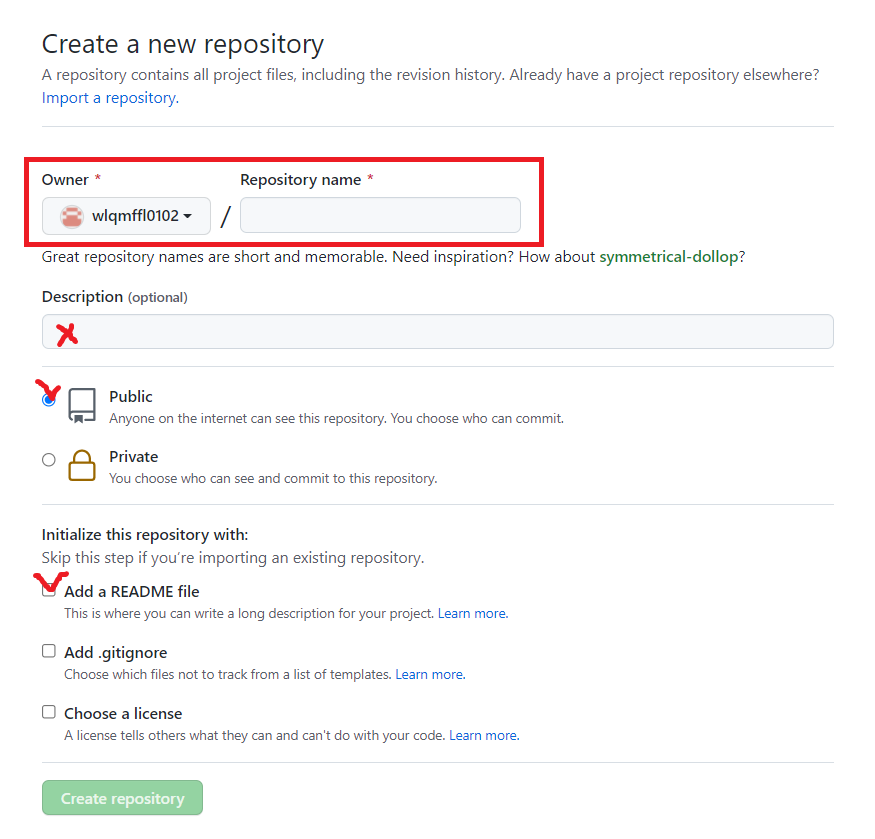 Create a new repository
A repository contains all project files, including the revision history. Already have a project repository elsewhere?
Import a repository.
Owner * Repository name *
wlqmffl0102 /
Great repository names are short and memorable. Need inspiration? How about symmetrical-dollop?
Description (optional)
Public
Anyone on the internet can see this repository. You choose who can commit.
Private
You choose who can see and commit to this repository.
Initialize this repository with:
Skip this step if you're importing an existing repository.
Add a README file
This is where you can write a long description for your project. Learn more.
Add .gitignore
Choose which files not to track from a list of templates. Learn more.
Choose a license
A license tells others what they can and can't do with your code. Learn more.
Create repository